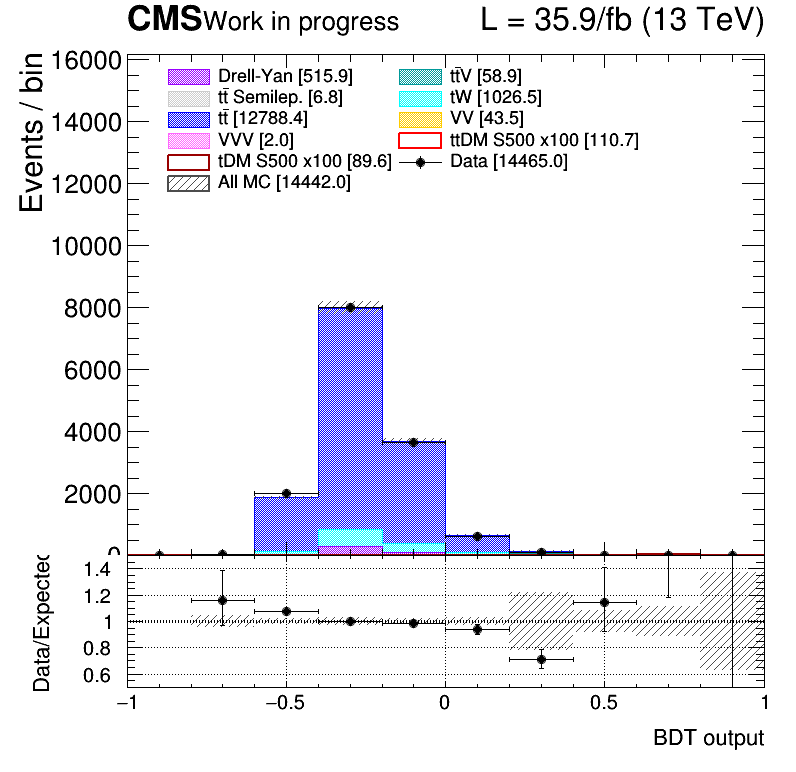 CMS Work in progress L = 35.9/fb (13 TeV)
Events / bin
16000
14000
12000
10000
8000
6000
4000
2000
0
Drell-Yan [515.9] tt̄V [58.9]
tt̄ Semilep. [6.8] tW [1026.5]
tt̄ [12788.4] VV [43.5]
VVV [2.0] ttDM S500 x100 [110.7]
tDM S500 x100 [89.6] Data [14465.0]
All MC [14442.0]
Data/Expected
1.4
1.2
1
0.8
0.6
−1 −0.5 0 0.5 1
BDT output